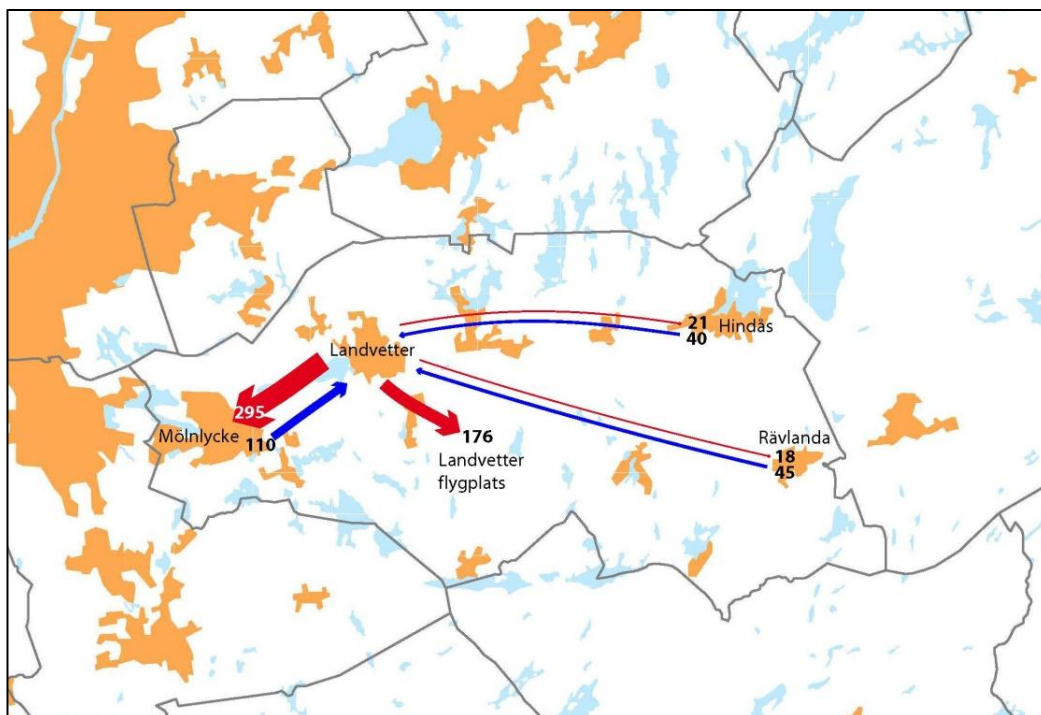 21
Hindås
40
Landvetter
295
Mölnlycke
110
176
Landvetter
flygplats
Rävlanda
18
45